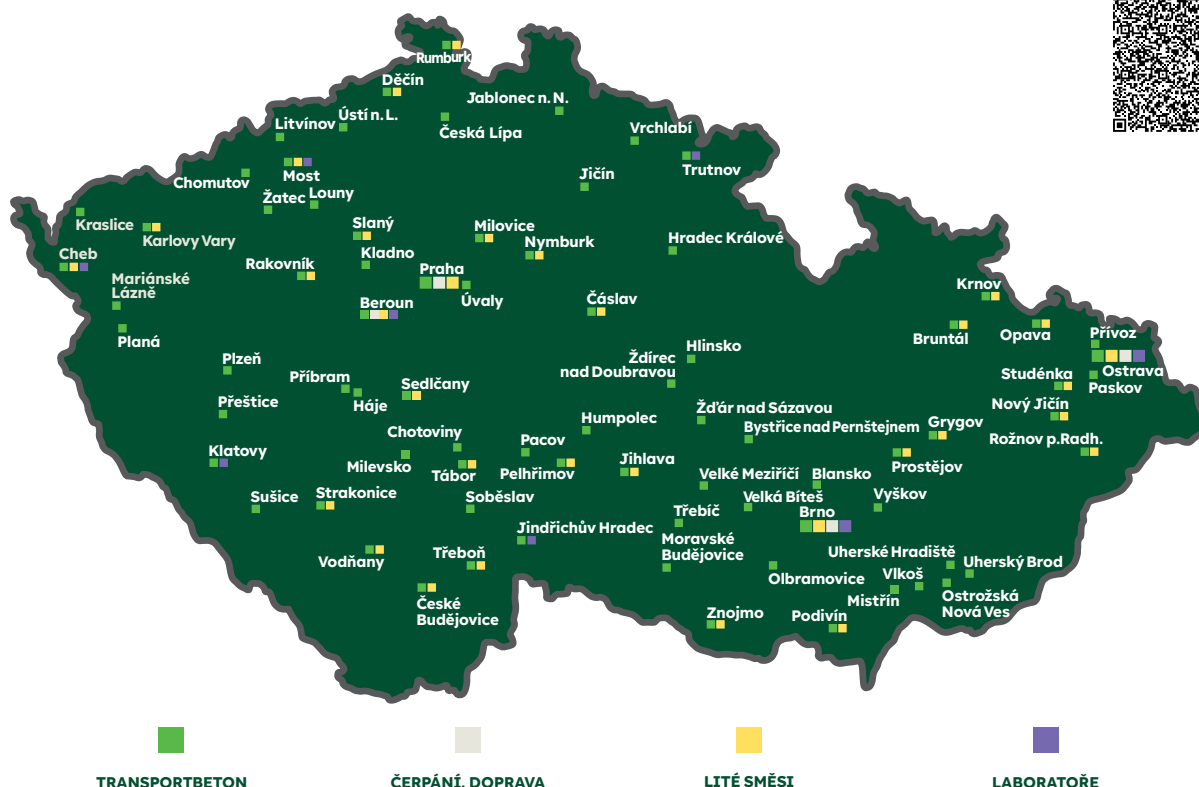 Rumburk
Děčín
Jablonec n. N.
Ústí n. L.
Litvínov
Česká Lípa
Vrchlabí
Most
Trutnov
Chomutov
Jičín
Žatec
Louny
Kraslice
Slaný
Milovice
Karlovy Vary
Nymburk
Hradec Králové
Cheb
Kladno
Rakovník
Praha
Mariánské
Lázně
Krnov
Beroun
Úvaly
Čáslav
Planá
Bruntál
Opava
Přívoz
Hlinsko
Plzeň
Ždírec
nad Doubravou
Ostrava
Studénka
Příbram
Sedlčany
Paskov
Přeštice
Háje
Nový Jičín
Žďár nad Sázavou
Humpolec
Bystřice nad Pernštejnem
Grygov
Chotoviny
Pacov
Rožnov p.Radh.
Klatovy
Milevsko
Jihlava
Prostějov
Tábor
Pelhřimov
Velké Meziříčí
Blansko
Sušice
Strakonice
Soběslav
Velká Bíteš
Vyškov
Třebíč
Brno
Jindřichův Hradec
Moravské
Budějovice
Třeboň
Uherské Hradiště
Vodňany
Uherský Brod
Olbramovice
Vlkoš
České
Budějovice
Mistřín
Ostrožská
Nová Ves
Znojmo
Podivín
TRANSPORTBETON
ČERPÁNÍ, DOPRAVA
LITÉ SMĚSI
LABORATOŘE